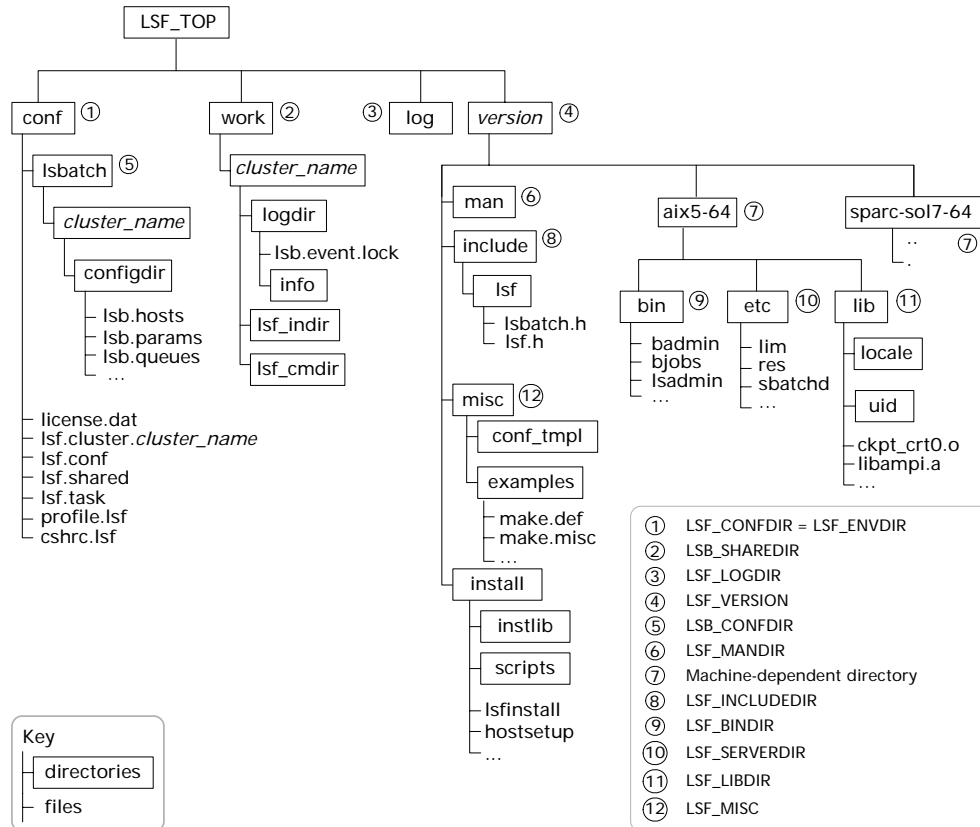 LSF_TOP
conf ①
work ②
③ log
version ④
lsbatch ⑤
cluster_name
configdir
lsb.hosts
lsb.params
lsb.queues
...
license.dat
lsf.cluster.cluster_name
lsf.conf
lsf.shared
lsf.task
profile.lsf
cshrc.lsf
cluster_name
logdir
lsb.event.lock
info
lsf_indir
lsf_cmdir
man ⑥
include ⑧
lsf
lsbatch.h
lsf.h
misc ⑫
conf_tmpl
examples
make.def
make.misc
...
install
instlib
scripts
lsfinstall
hostsetup
...
aix5-64 ⑦
bin ⑨
badmin
bjobs
lsadmin
...
etc ⑩
lim
res
sbatchd
...
lib ⑪
locale
uid
ckpt_crt0.o
libampi.a
...
sparc-sol7-64
⑦
..
.
① LSF_CONFDIR = LSF_ENVDIR
② LSB_SHAREDIR
③ LSF_LOGDIR
④ LSF_VERSION
⑤ LSB_CONFDIR
⑥ LSF_MANDIR
⑦ Machine-dependent directory
⑧ LSF_INCLUDEDIR
⑨ LSF_BINDIR
⑩ LSF_SERVERDIR
⑪ LSF_LIBDIR
⑫ LSF_MISC
Key
directories
files